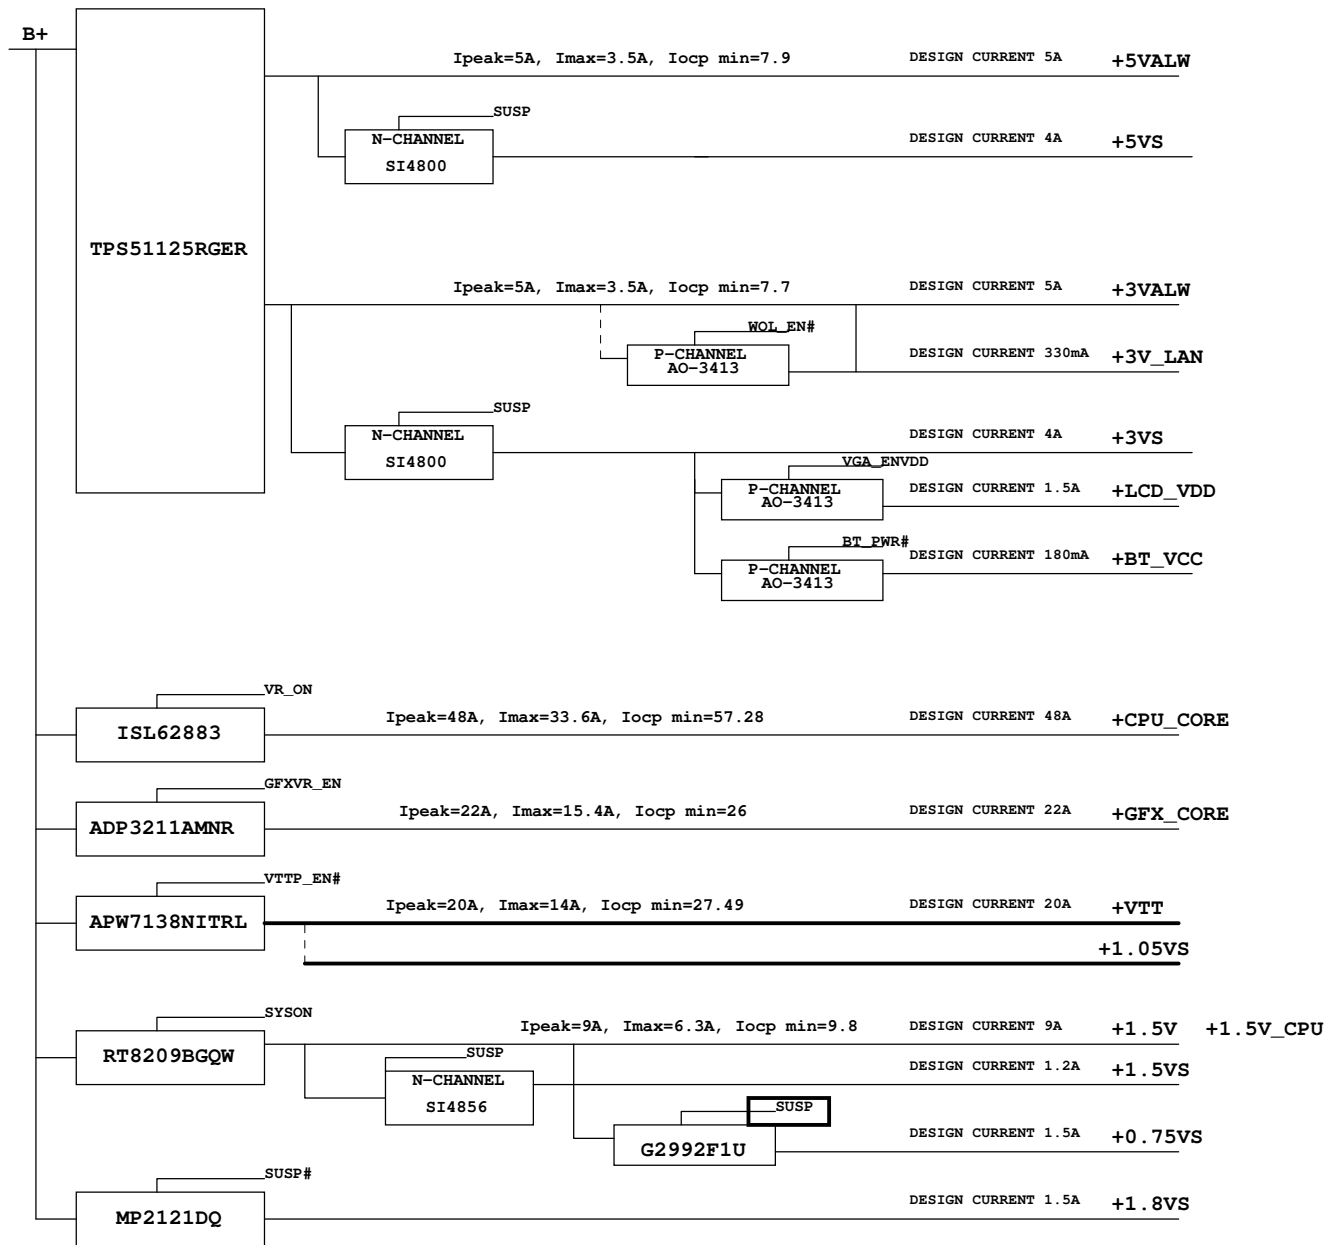 B+
Ipeak=5A, Imax=3.5A, Iocp min=7.9 DESIGN CURRENT 5A +5VALW
SUSP
N-CHANNEL
SI4800
DESIGN CURRENT 4A +5VS
TPS51125RGER
Ipeak=5A, Imax=3.5A, Iocp min=7.7 DESIGN CURRENT 5A +3VALW
WOL_EN#
P-CHANNEL
AO-3413
DESIGN CURRENT 330mA +3V_LAN
SUSP
N-CHANNEL
SI4800
DESIGN CURRENT 4A +3VS
VGA_ENVDD
P-CHANNEL
AO-3413
DESIGN CURRENT 1.5A +LCD_VDD
BT_PWR#
P-CHANNEL
AO-3413
DESIGN CURRENT 180mA +BT_VCC
VR_ON
ISL62883
Ipeak=48A, Imax=33.6A, Iocp min=57.28 DESIGN CURRENT 48A +CPU_CORE
GFXVR_EN
ADP3211AMNR
Ipeak=22A, Imax=15.4A, Iocp min=26 DESIGN CURRENT 22A +GFX_CORE
VTTP_EN#
APW7138NITRL
Ipeak=20A, Imax=14A, Iocp min=27.49 DESIGN CURRENT 20A +VTT
+1.05VS
SYSON
RT8209BGQW
Ipeak=9A, Imax=6.3A, Iocp min=9.8 DESIGN CURRENT 9A +1.5V +1.5V_CPU
SUSP
N-CHANNEL
SI4856
DESIGN CURRENT 1.2A +1.5VS
SUSP
G2992F1U
DESIGN CURRENT 1.5A +0.75VS
SUSP#
MP2121DQ
DESIGN CURRENT 1.5A +1.8VS